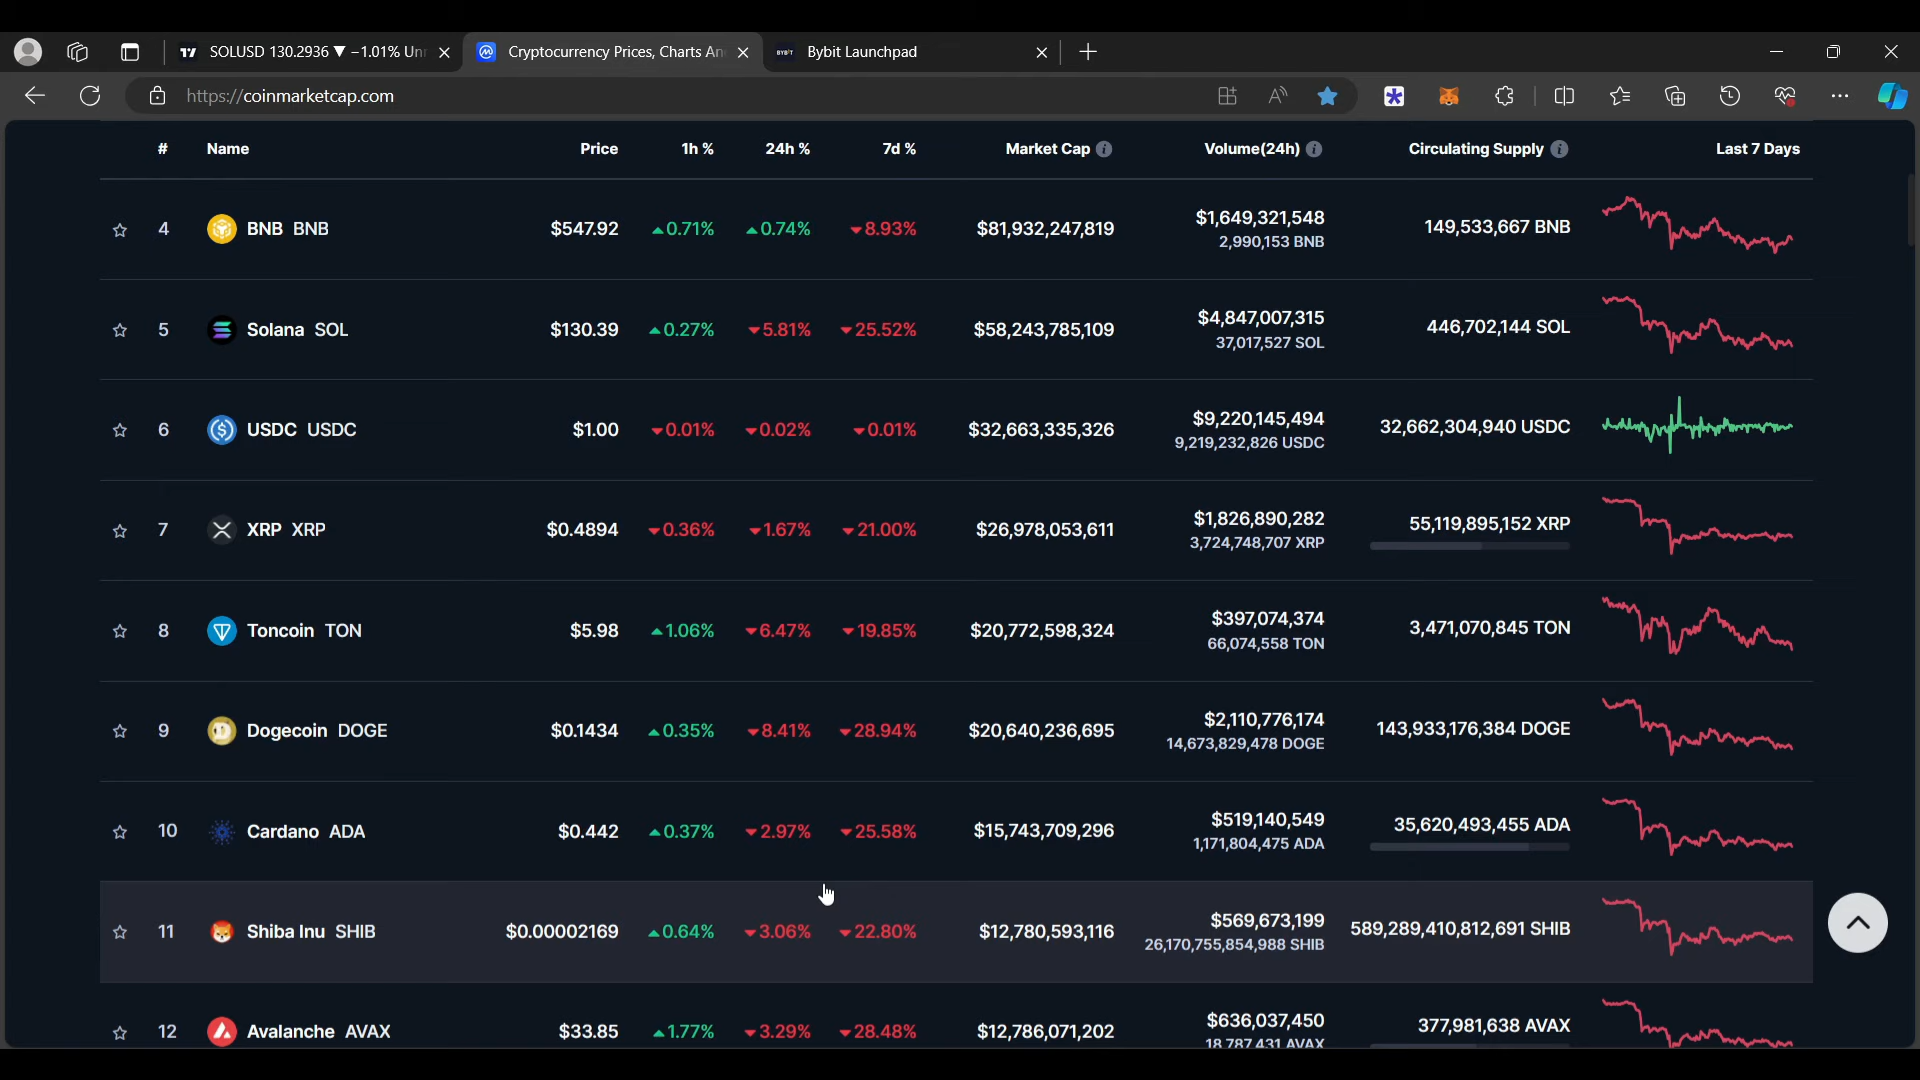 SOLUSD 130.2936 ▼ −1.01% Un
Cryptocurrency Prices, Charts An
BYBIT Bybit Launchpad
https://coinmarketcap.com
# Name Price 1h % 24h % 7d % Market Cap Volume(24h) Circulating Supply Last 7 Days
4 BNB BNB $547.92 0.71% 0.74% 8.93% $81,932,247,819 $1,649,321,548 149,533,667 BNB
2,990,153 BNB
5 Solana SOL $130.39 0.27% 5.81% 25.52% $58,243,785,109 $4,847,007,315 446,702,144 SOL
37,017,527 SOL
6 USDC USDC $1.00 0.01% 0.02% 0.01% $32,663,335,326 $9,220,145,494 32,662,304,940 USDC
9,219,232,826 USDC
7 XRP XRP $0.4894 0.36% 1.67% 21.00% $26,978,053,611 $1,826,890,282 55,119,895,152 XRP
3,724,748,707 XRP
8 Toncoin TON $5.98 1.06% 6.47% 19.85% $20,772,598,324 $397,074,374 3,471,070,845 TON
66,074,558 TON
9 Dogecoin DOGE $0.1434 0.35% 8.41% 28.94% $20,640,236,695 $2,110,776,174 143,933,176,384 DOGE
14,673,829,478 DOGE
10 Cardano ADA $0.442 0.37% 2.97% 25.58% $15,743,709,296 $519,140,549 35,620,493,455 ADA
1,171,804,475 ADA
11 Shiba Inu SHIB $0.00002169 0.64% 3.06% 22.80% $12,780,593,116 $569,673,199 589,289,410,812,691 SHIB
26,170,755,854,988 SHIB
12 Avalanche AVAX $33.85 1.77% 3.29% 28.48% $12,786,071,202 $636,037,450 377,981,638 AVAX
18,787,431 AVAX